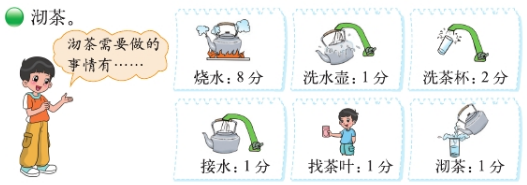 沏茶。
沏茶需要做的
事情有……
烧水：8 分
洗水壶：1 分
洗茶杯：2 分
接水：1 分
找茶叶：1 分
沏茶：1 分